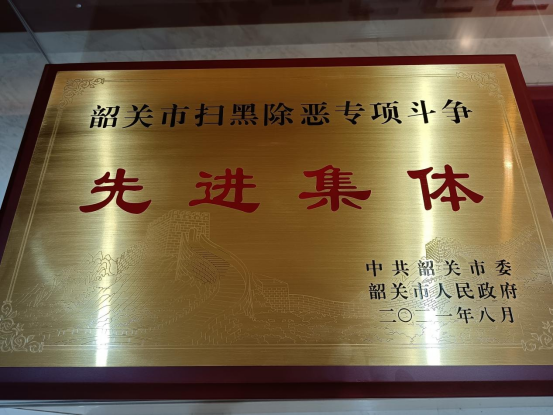 韶关市扫黑除恶专项斗争
先进集体
中共韶关市委
韶关市人民政府
二〇二一年八月